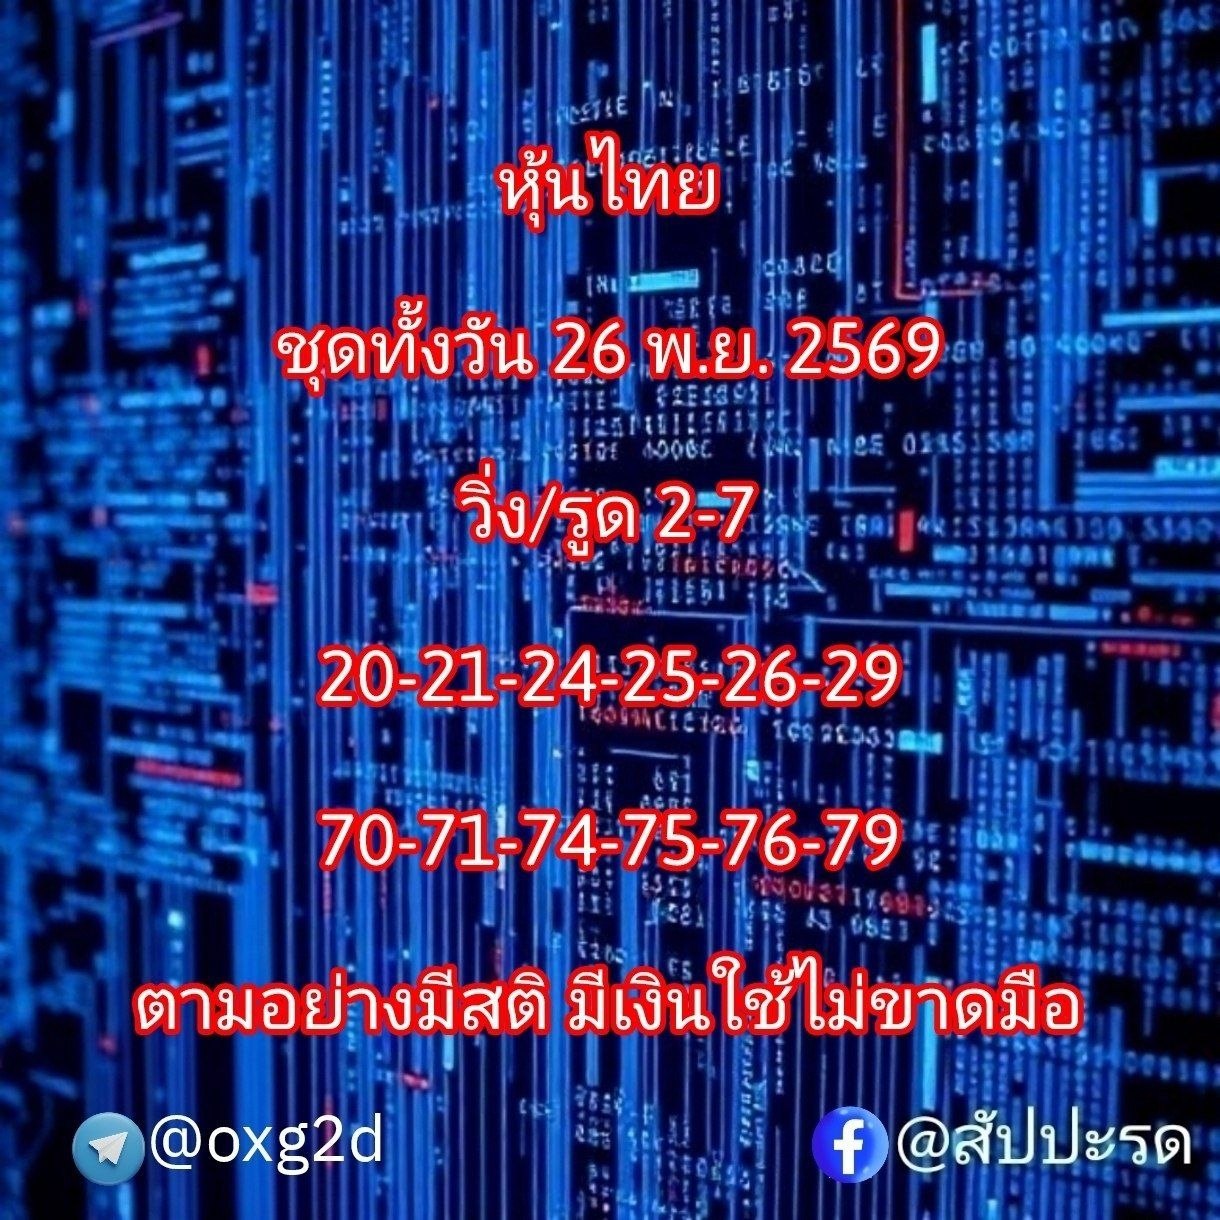 หุ้นไทย
ชุดทั้งวัน 26 พ.ย. 2569
วิ่ง/รูด 2-7
20-21-24-25-26-29
70-71-74-75-76-79
ตามอย่างมีสติ มีเงินใช้ไม่ขาดมือ
@oxg2d
@สัปปะรด